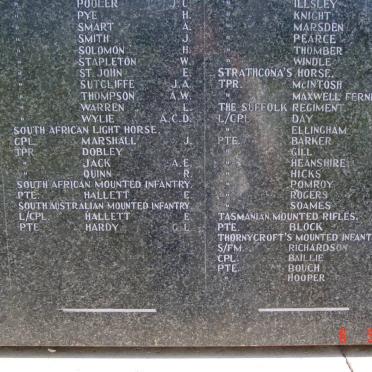 " POOLER J.C.
" PYE H.
" SMART A.
" SMITH J.
" SOLOMON H.
" STAPLETON W.
" ST. JOHN E.
" SUTCLIFFE J.A.
" THOMPSON A.W.
" WARREN L.
" WYLIE A.C.D.
SOUTH AFRICAN LIGHT HORSE.
CPL. MARSHALL J.
TPR. DOBLEY
" JACK A.E.
" QUINN R.
SOUTH AFRICAN MOUNTED INFANTRY.
PTE. HALLETT E.
SOUTH AUSTRALIAN MOUNTED INFANTRY.
L/CPL. HALLETT E.
PTE. HARDY
" ILLSLEY
" KNIGHT
" MARSDEN
" PEARCE
" THOMBER
" WINDLE
STRATHCONA'S HORSE.
TPR. McINTOSH
" MAXWELL FERN
THE SUFFOLK REGIMENT.
L/CPL. DAY
" ELLINGHAM
PTE. BARKER
" GILL
" HEANSHIRE
" HICKS
" POMROY
" ROGERS
" SOAMES
TASMANIAN MOUNTED RIFLES.
PTE. BLOCK
THORNYCROFT'S MOUNTED INFANT
S/FM. RICHARDSON
CPL. BAILLIE
PTE. BOUCH
" HOOPER